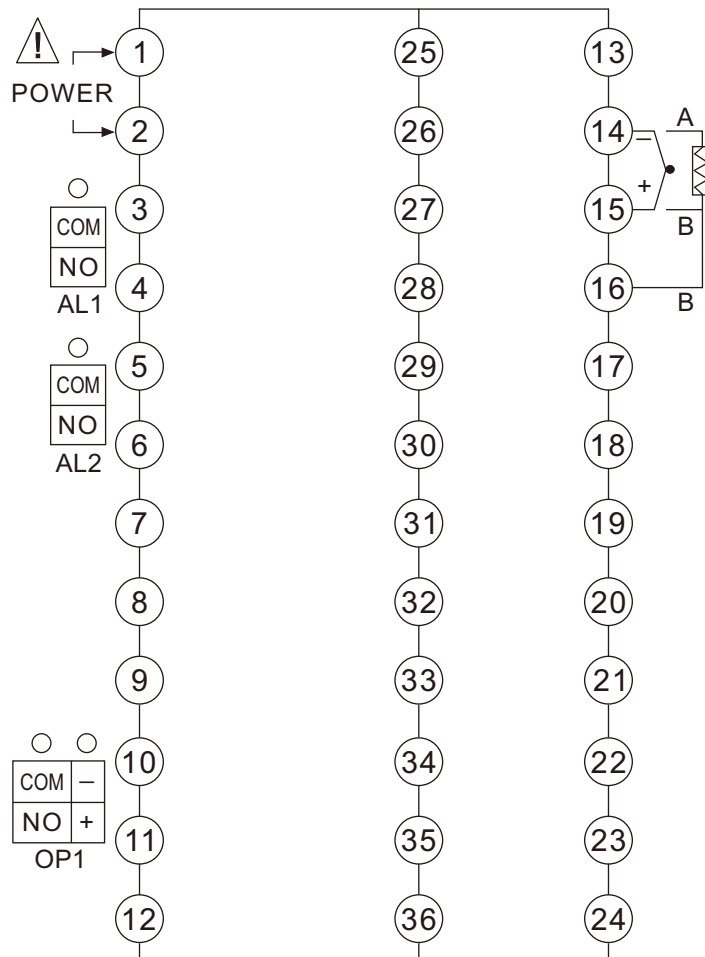 ! 1 25 13
POWER
2 26 14 − A
3 27 15 + B
COM
NO
AL1
4 28 16 B
5 29 17
COM
NO
AL2
6 30 18
7 31 19
8 32 20
9 33 21
10 34 22
COM −
NO +
OP1
11 35 23
12 36 24